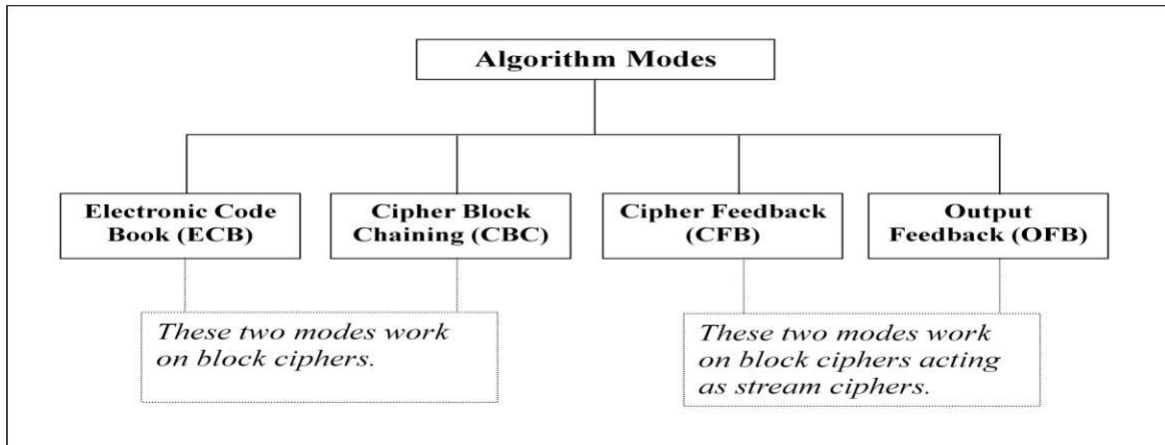 Algorithm Modes
Electronic Code
Book (ECB)
Cipher Block
Chaining (CBC)
Cipher Feedback
(CFB)
Output
Feedback (OFB)
These two modes work
on block ciphers.
These two modes work
on block ciphers acting
as stream ciphers.